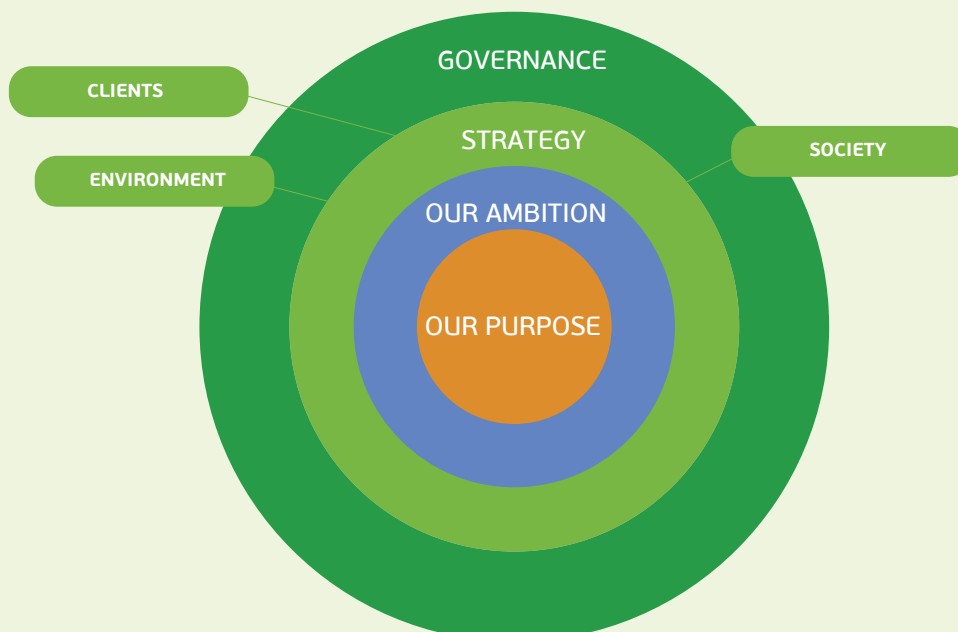 GOVERNANCE
CLIENTS
STRATEGY
SOCIETY
ENVIRONMENT
OUR AMBITION
OUR PURPOSE